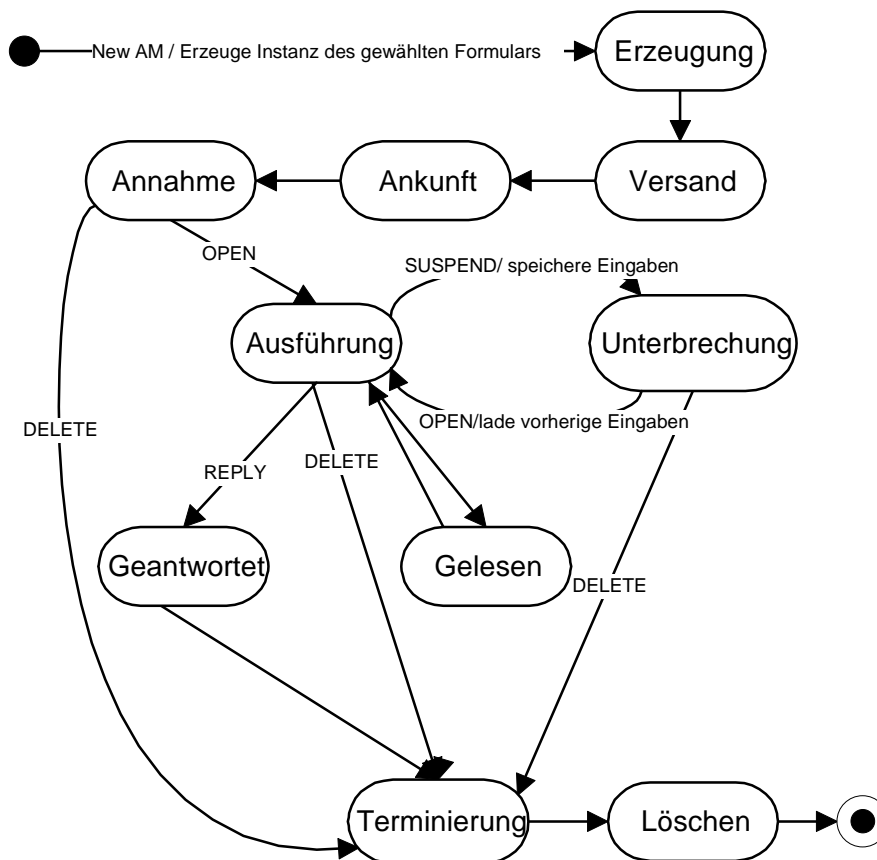 New AM / Erzeuge Instanz des gewählten Formulars
Erzeugung
Annahme
Ankunft
Versand
OPEN
SUSPEND/ speichere Eingaben
Ausführung
Unterbrechung
OPEN/lade vorherige Eingaben
DELETE
REPLY
DELETE
Geantwortet
Gelesen
DELETE
Terminierung
Löschen